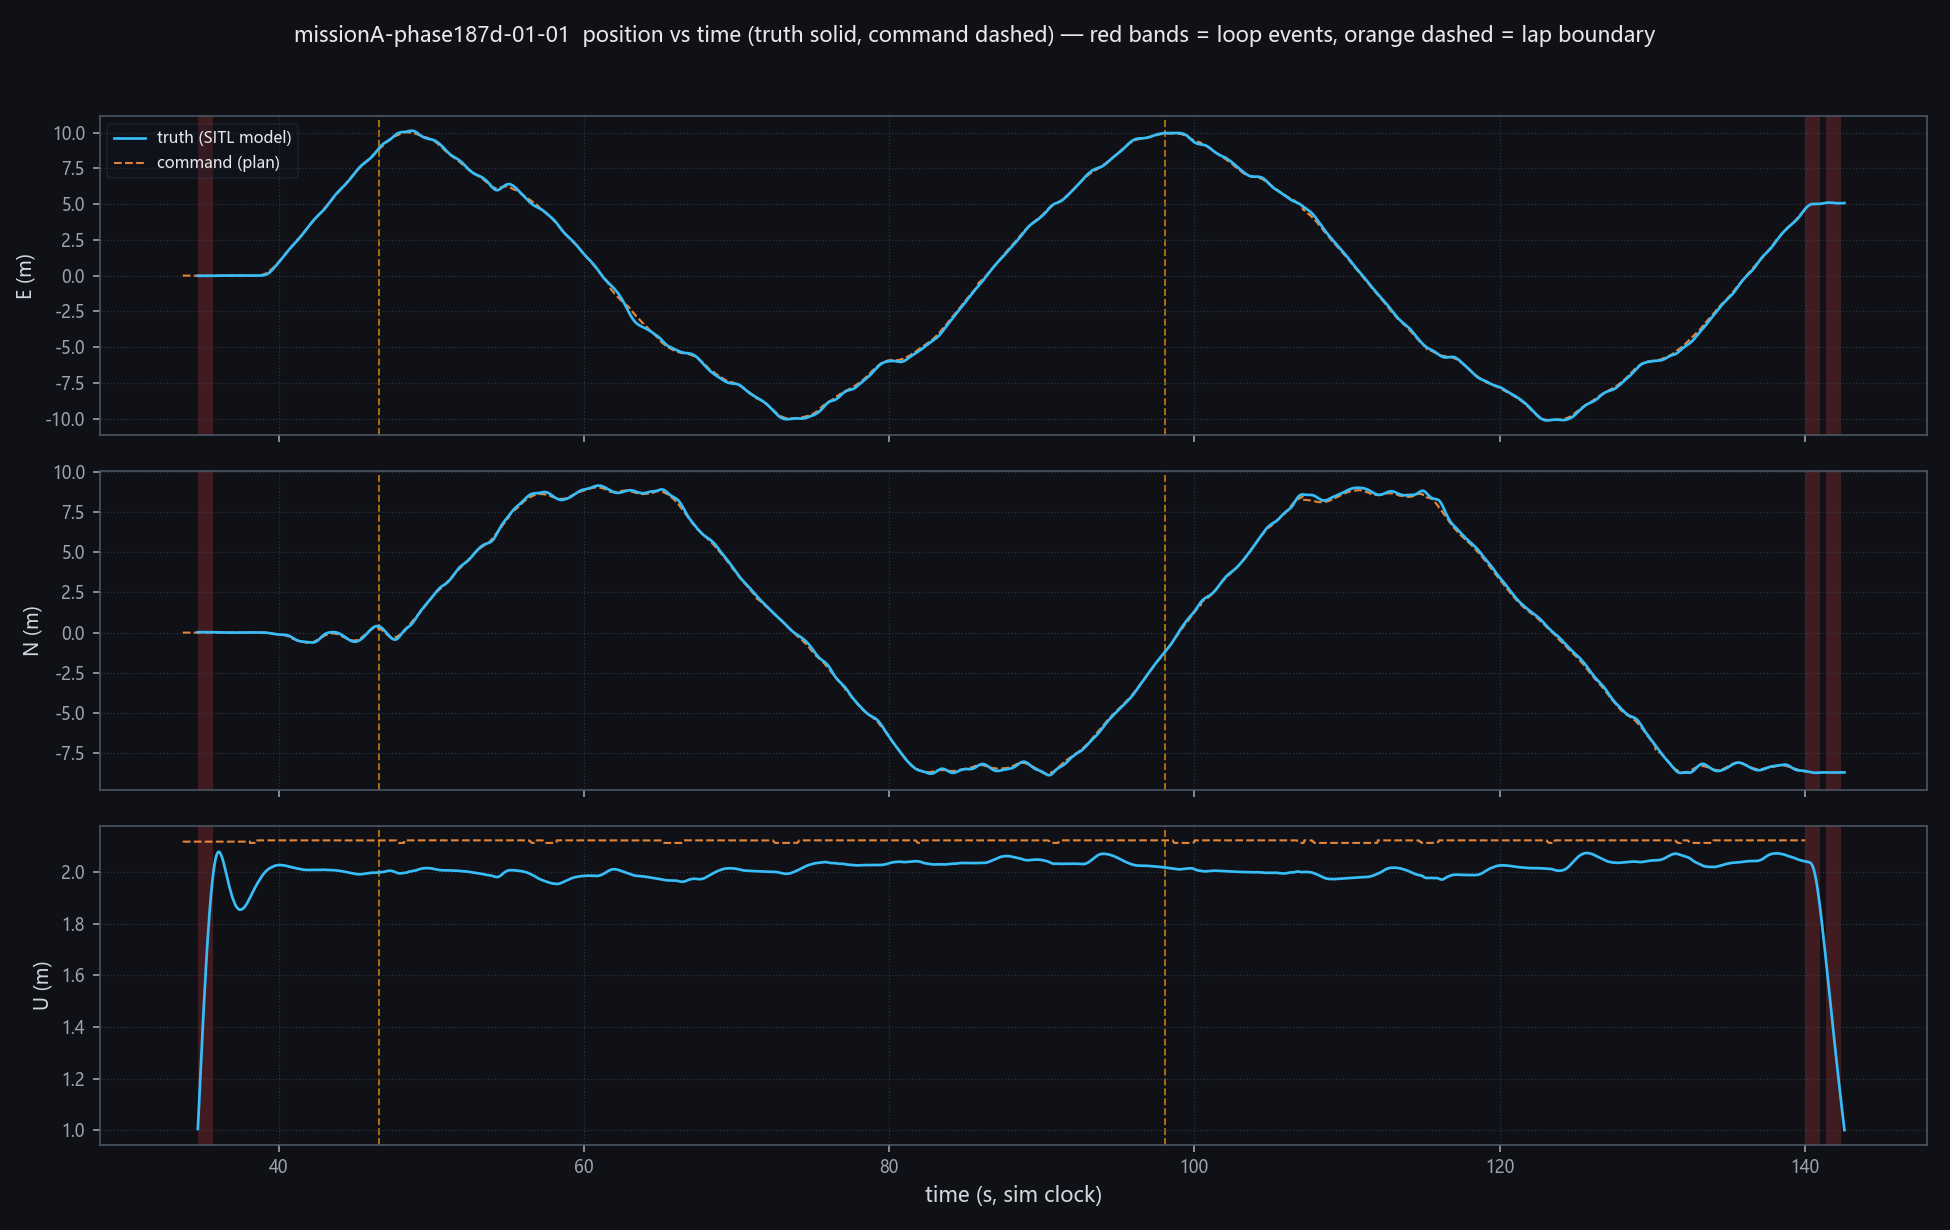 missionA-phase187d-01-01  position vs time (truth solid, command dashed) — red bands = loop events, orange dashed = lap boundary
truth (SITL model)
command (plan)
E (m)
10.0
7.5
5.0
2.5
0.0
-2.5
-5.0
-7.5
-10.0
N (m)
10.0
7.5
5.0
2.5
0.0
-2.5
-5.0
-7.5
U (m)
2.0
1.8
1.6
1.4
1.2
1.0
40 60 80 100 120 140
time (s, sim clock)